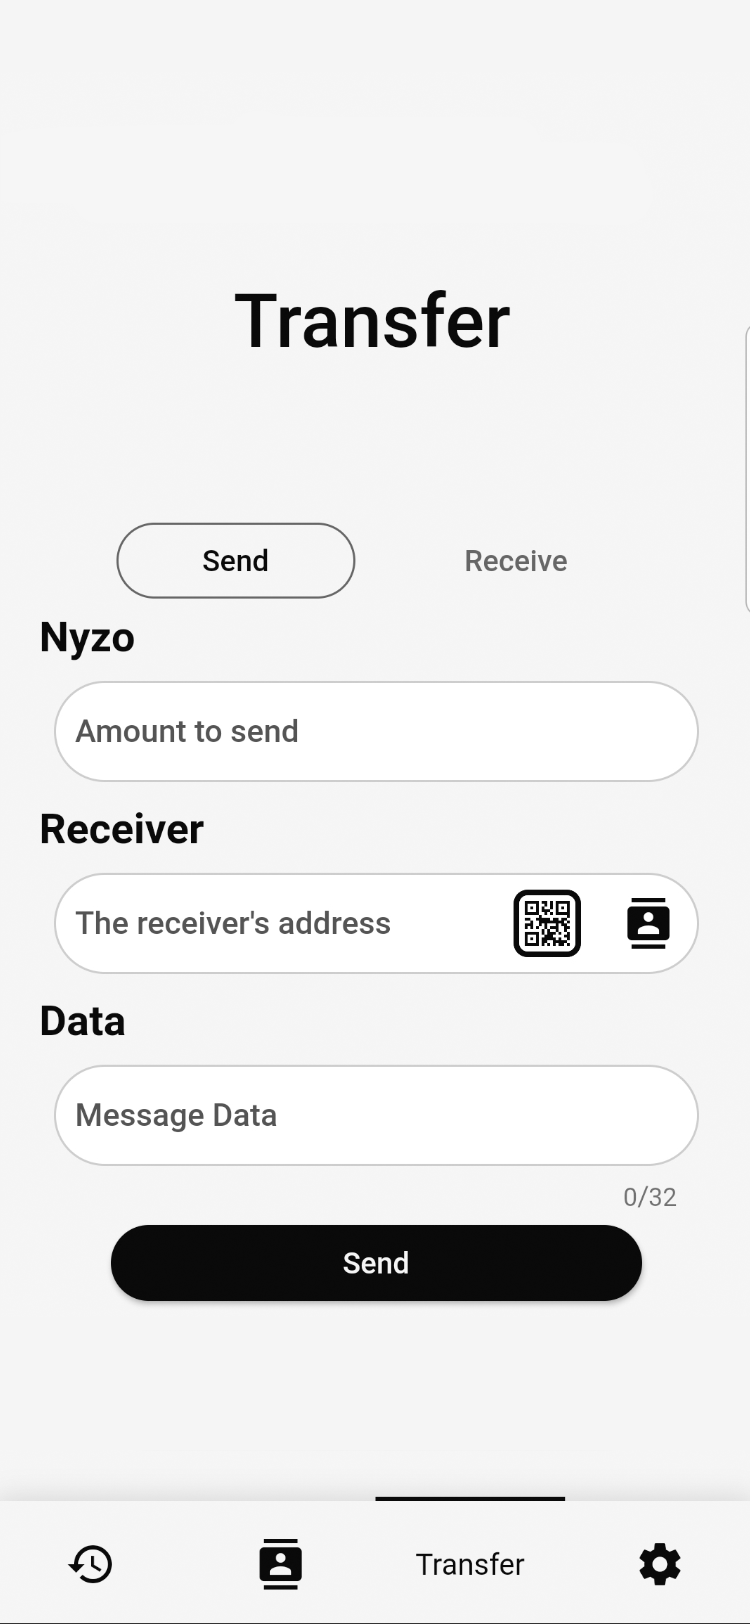 Transfer
Send Receive
Nyzo
Amount to send
Receiver
The receiver's address
Data
Message Data
0/32
Send
Transfer